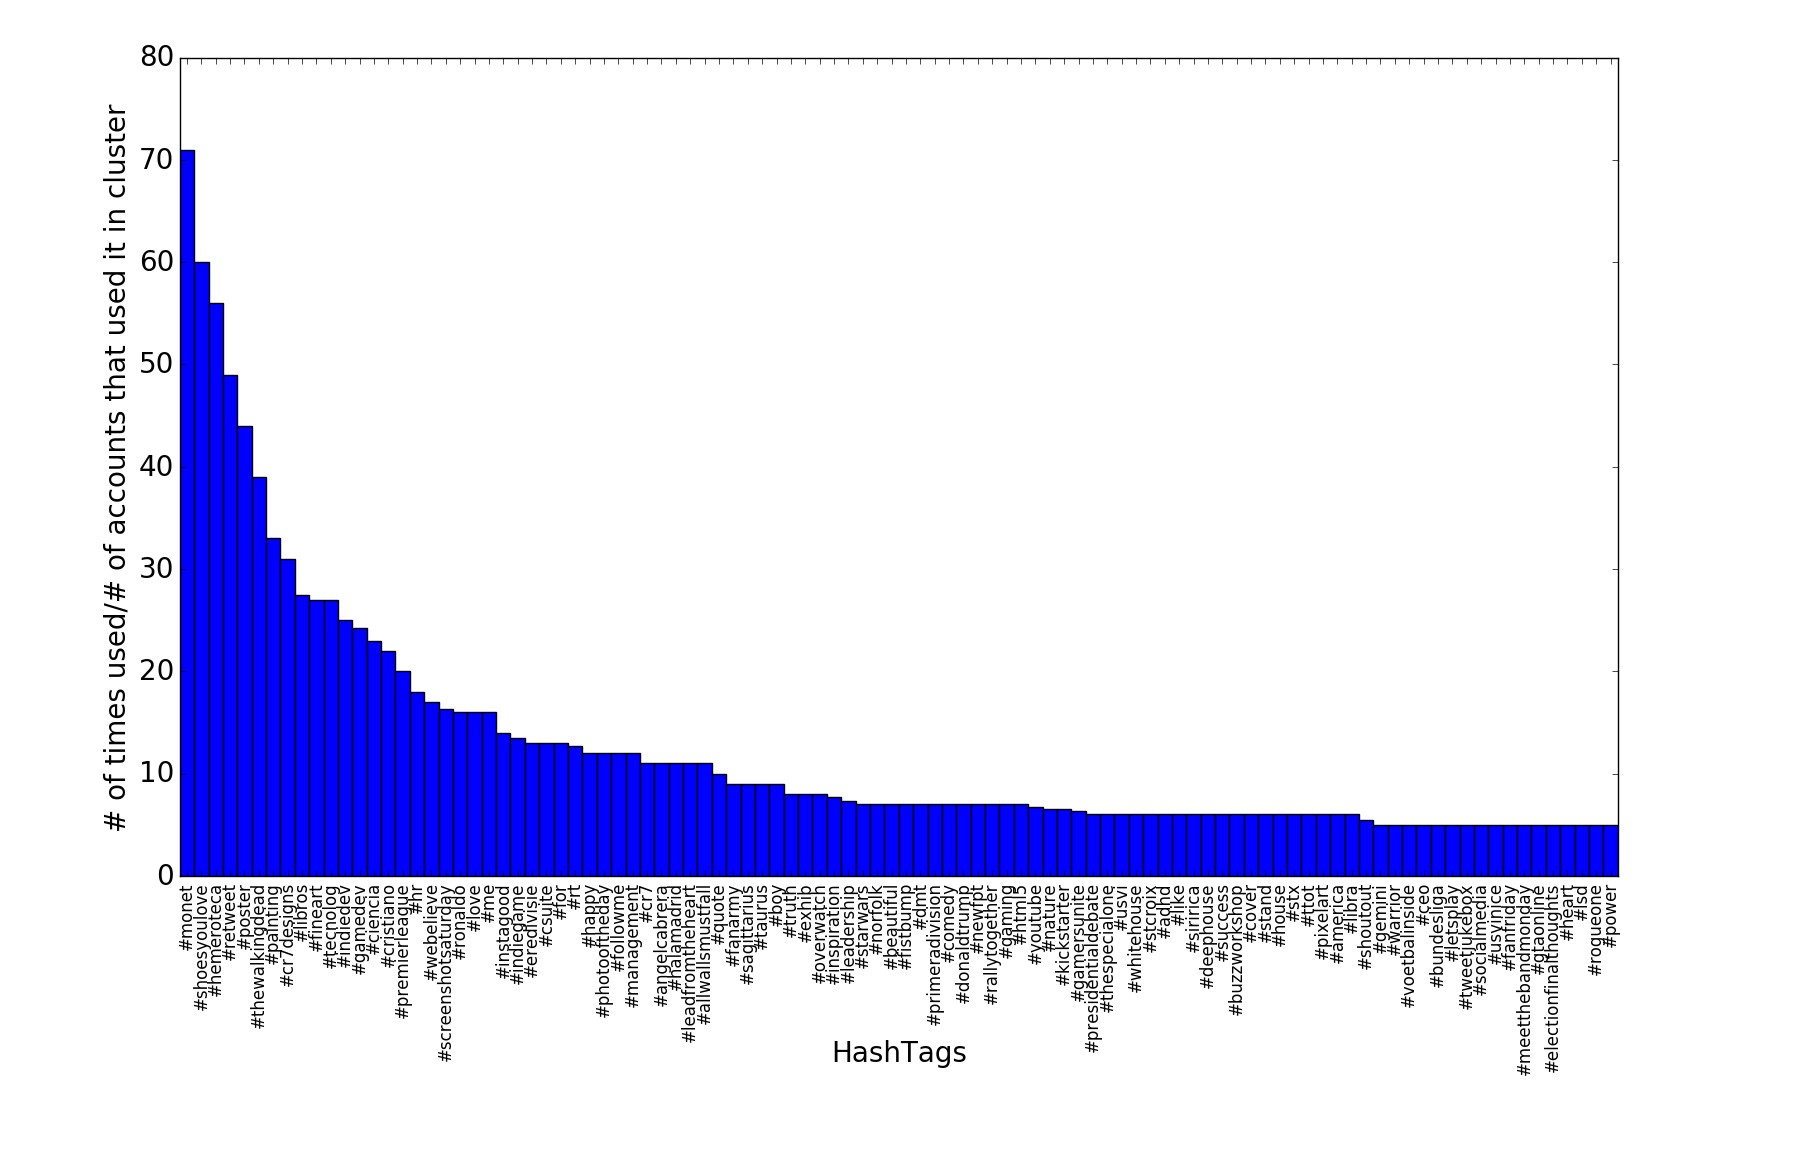 # of times used/# of accounts that used it in cluster
80
70
60
50
40
30
20
10
0
#monet
#shoesyoullove
#hemeroteca
#retweet
#poster
#thewalkingdead
#painting
#cr7designs
#libros
#fineart
#tecnolog
#indiedev
#gamedev
#ciencia
#cristiano
#premierleague
#hr
#webelieve
#screenshotsaturday
#ronaldo
#love
#me
#instagood
#indiegame
#eredivisie
#csuite
#for
#rt
#happy
#photooftheday
#followme
#management
#cr7
#angelcabrera
#halamadrid
#leadfromtheheart
#allwallsmustfall
#quote
#fanarmy
#sagittarius
#taurus
#boy
#truth
#exhib
#overwatch
#inspiration
#leadership
#starwars
#norfolk
#beautiful
#fistbump
#dmt
#primeradivision
#comedy
#donaldtrump
#newfpt
#rallytogether
#gaming
#html5
#youtube
#nature
#kickstarter
#gamersunite
#presidentialdebate
#thespecialone
#usvi
#whitehouse
#stcroix
#adhd
#like
#sirrica
#deephouse
#success
#buzzworkshop
#cover
#stand
#house
#stx
#ttot
#pixelart
#america
#libra
#shoutout
#gemini
#warrior
#voetbalinside
#ceo
#bundesliga
#letsplay
#tweetjukebox
#socialmedia
#usvinice
#fanfriday
#gtaonline
#meetthebandmonday
#electionfinalthoughts
#heart
#lsd
#rogueone
#power
HashTags